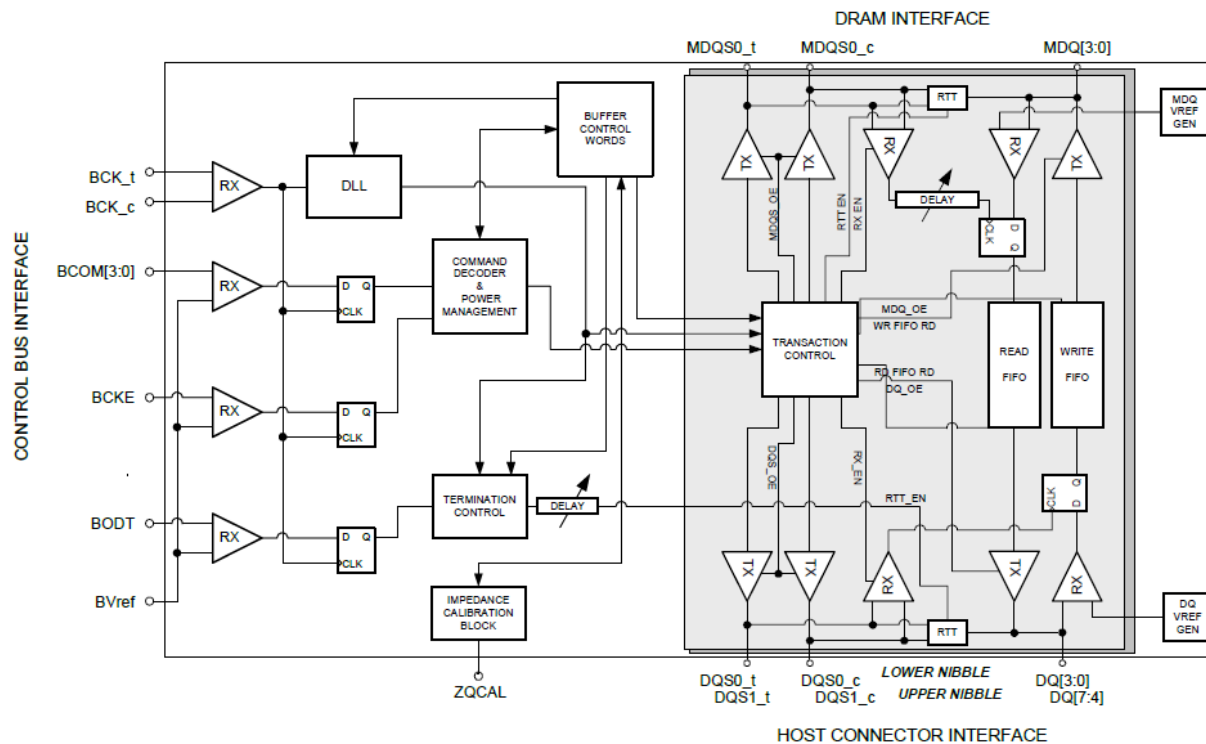 DRAM INTERFACE
MDQS0_t
MDQS0_c
MDQ[3:0]
CONTROL BUS INTERFACE
BCK_t
BCK_c
RX
DLL
BUFFER
CONTROL
WORDS
BCOM[3:0]
RX
D Q
CLK
COMMAND
DECODER
&
POWER
MANAGEMENT
BCKE
RX
D Q
CLK
BODT
RX
D Q
CLK
TERMINATION
CONTROL
DELAY
BVref
IMPEDANCE
CALIBRATION
BLOCK
ZQCAL
RTT
MDQ
VREF
GEN
XL
XL
RX
RX
XL
DELAY
D
Q
CLK
MDQS_OE
RTT EN
RX EN
TRANSACTION
CONTROL
MDQ_OE
WR FIFO RD
RD FIFO RD
DQ_OE
READ
FIFO
WRITE
FIFO
DQS_OE
RX_EN
RTT_EN
CLK
Q
D
TX
TX
RX
TX
RX
RTT
DQ
VREF
GEN
DQS0_t
DQS1_t
DQS0_c
DQS1_c
LOWER NIBBLE
UPPER NIBBLE
DQ[3:0]
DQ[7:4]
HOST CONNECTOR INTERFACE